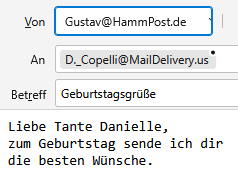 Von Gustav@HammPost.de
An D._Copelli@MailDelivery.us
Betreff Geburtstagsgrüße
Liebe Tante Danielle,
zum Geburtstag sende ich dir
die besten Wünsche.